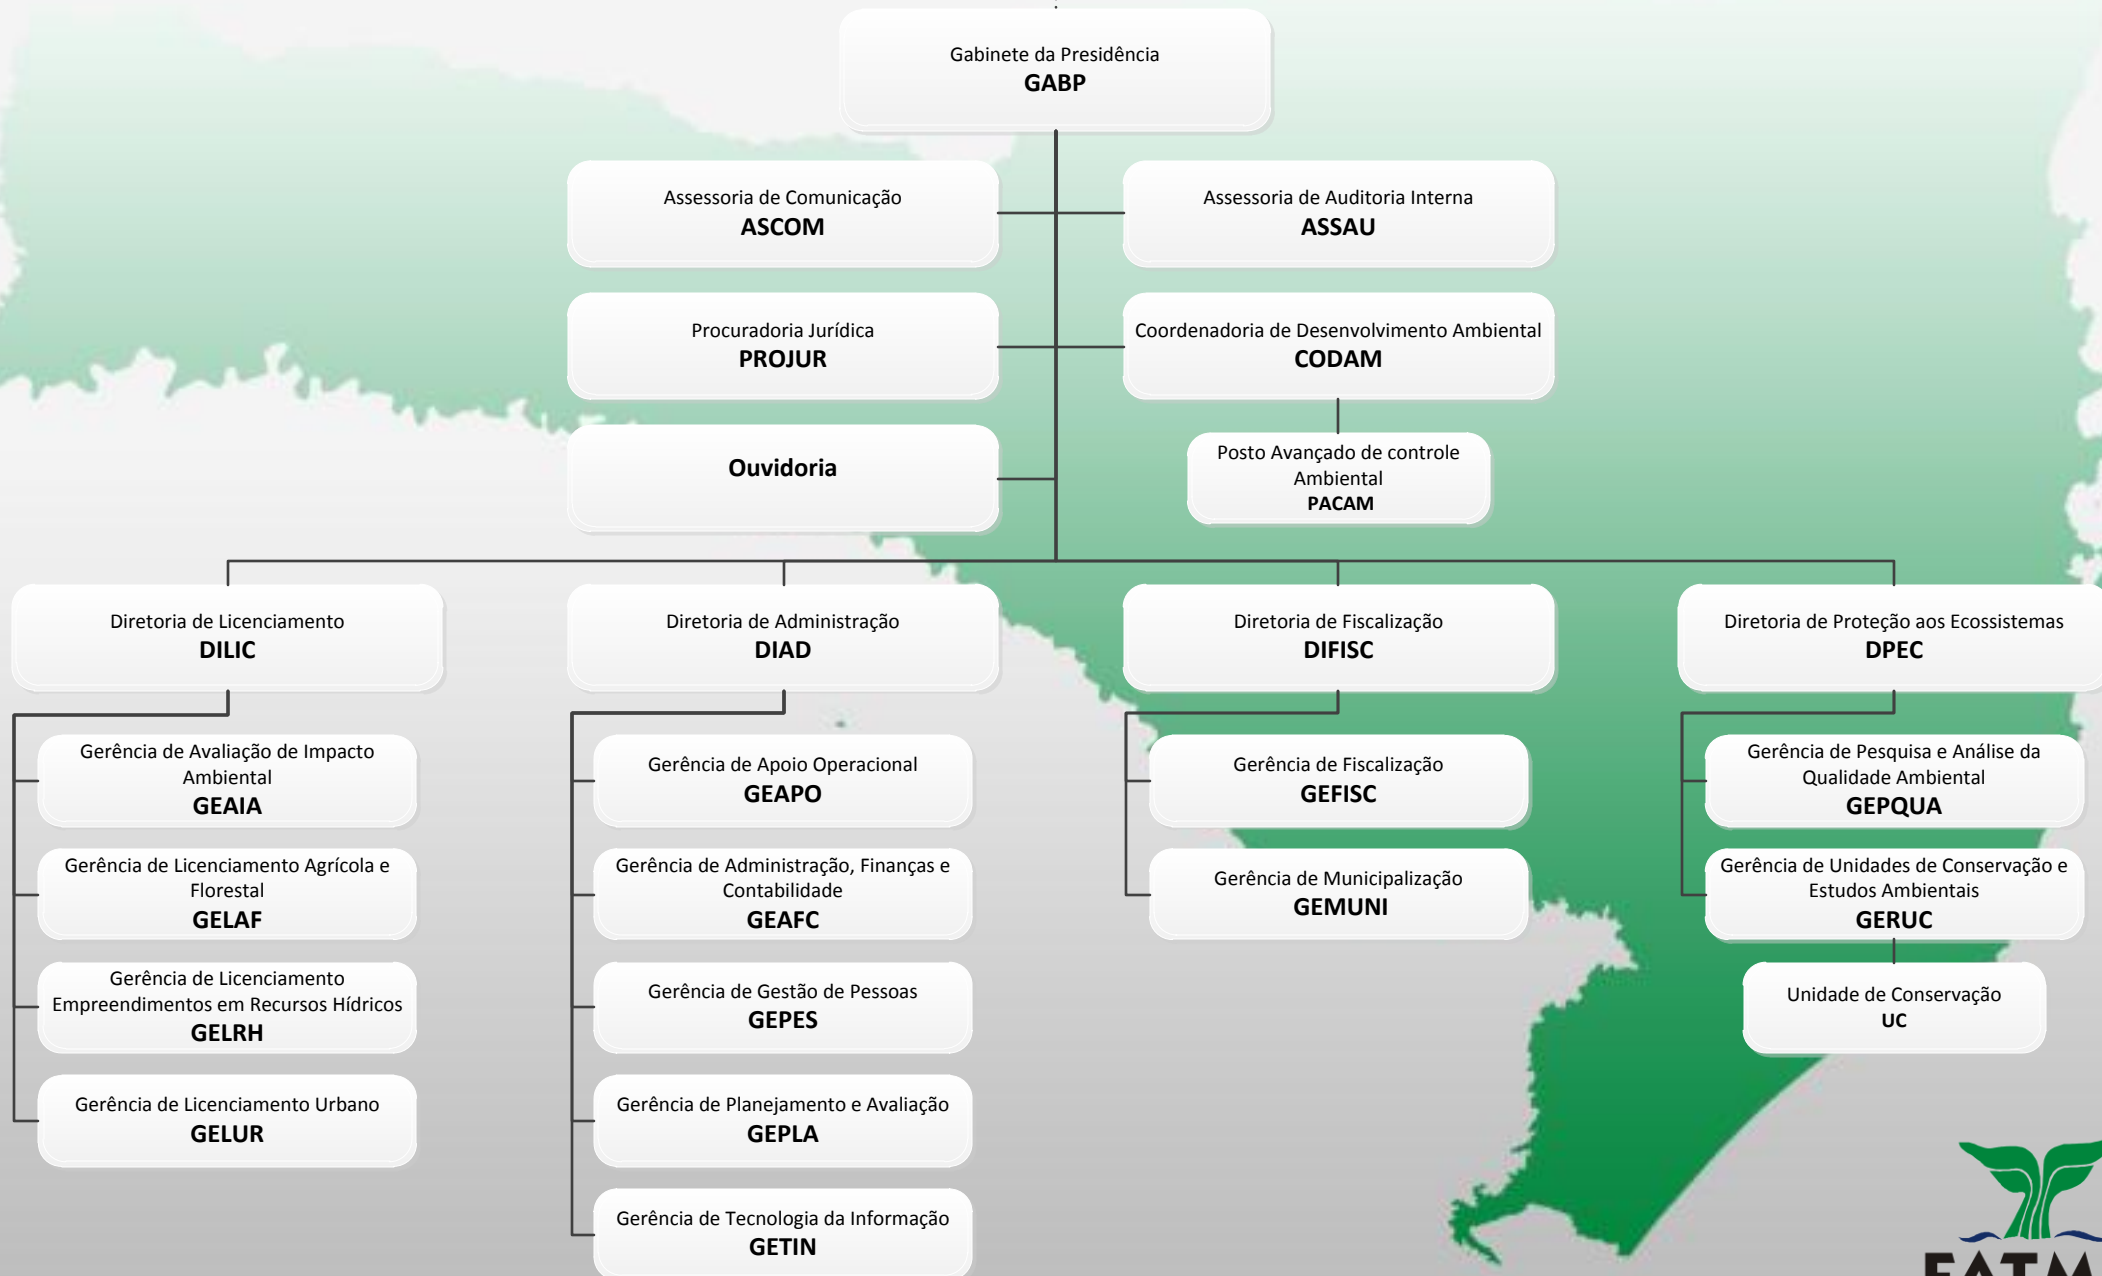 Gabinete da Presidência
GABP
Assessoria de Comunicação
ASCOM
Assessoria de Auditoria Interna
ASSAU
Procuradoria Jurídica
PROJUR
Coordenadoria de Desenvolvimento Ambiental
CODAM
Ouvidoria
Posto Avançado de controle
Ambiental
PACAM
Diretoria de Licenciamento
DILIC
Diretoria de Administração
DIAD
Diretoria de Fiscalização
DIFISC
Diretoria de Proteção aos Ecossistemas
DPEC
Gerência de Avaliação de Impacto
Ambiental
GEAIA
Gerência de Licenciamento Agrícola e
Florestal
GELAF
Gerência de Licenciamento
Empreendimentos em Recursos Hídricos
GELRH
Gerência de Licenciamento Urbano
GELUR
Gerência de Apoio Operacional
GEAPO
Gerência de Administração, Finanças e
Contabilidade
GEAFC
Gerência de Gestão de Pessoas
GEPES
Gerência de Planejamento e Avaliação
GEPLA
Gerência de Tecnologia da Informação
GETIN
Gerência de Fiscalização
GEFISC
Gerência de Municipalização
GEMUNI
Gerência de Pesquisa e Análise da
Qualidade Ambiental
GEPQUA
Gerência de Unidades de Conservação e
Estudos Ambientais
GERUC
Unidade de Conservação
UC